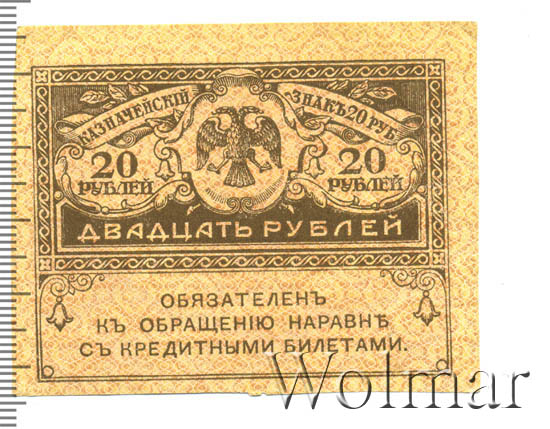 КАЗНАЧЕЙСКІЙ ЗНАКЪ 20 РУБ
20 РУБЛЕЙ
20 РУБЛЕЙ
ДВАДЦАТЬ РУБЛЕЙ
ОБЯЗАТЕЛЕНЪ
КЪ ОБРАЩЕНІЮ НАРАВНѢ
СЪ КРЕДИТНЫМИ БИЛЕТАМИ.
Wolmar